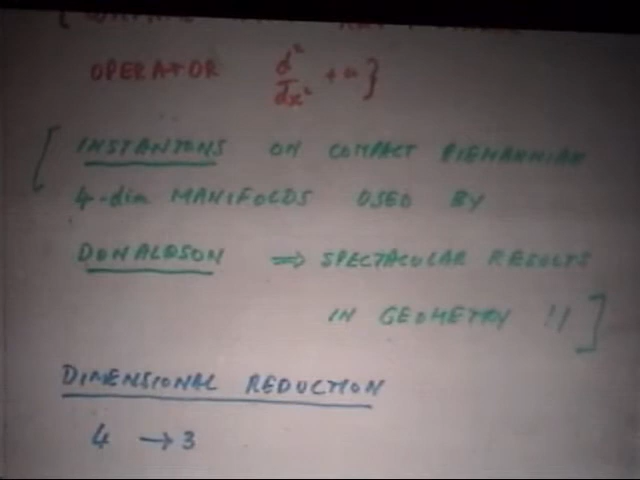 OPERATOR d²/dx² + u }
[ INSTANTONS ON COMPACT RIEMANNIAN
4-dim MANIFOLDS USED BY
DONALDSON ⇒ SPECTACULAR RESULTS
IN GEOMETRY !! ]
DIMENSIONAL REDUCTION
4 → 3